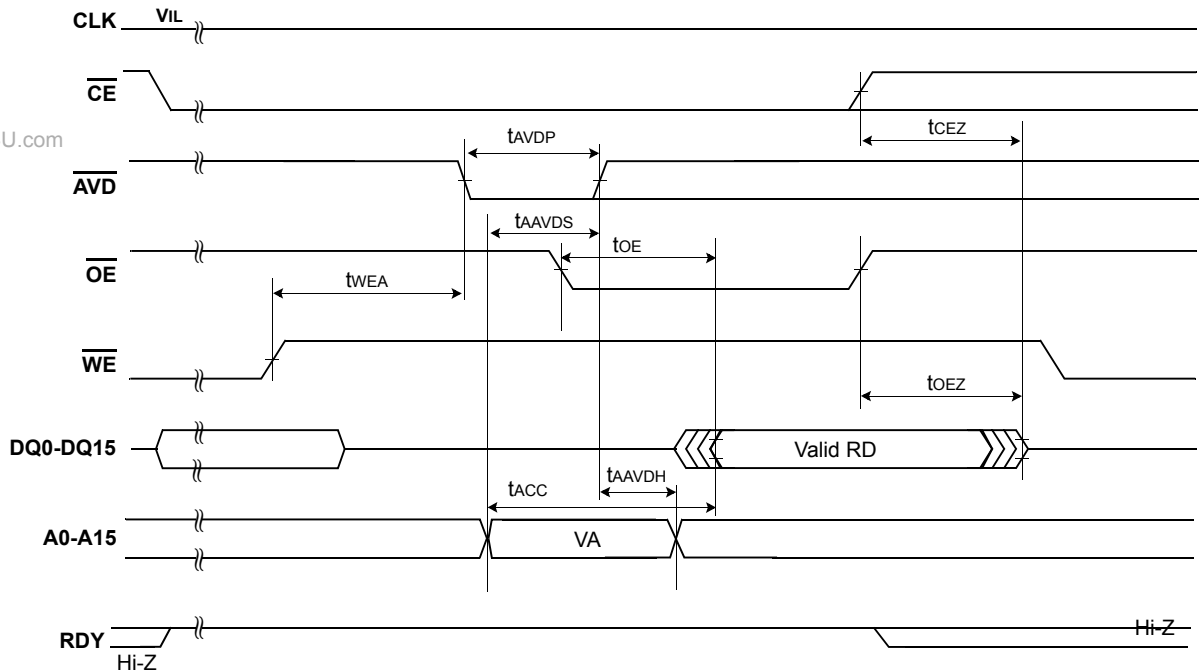 CLK VIL
CE
U.com
tCEZ
tAVDP
AVD
tAAVDS
tOE
OE
tWEA
WE
tOEZ
DQ0-DQ15
Valid RD
tAAVDH
tACC
A0-A15
VA
Hi-Z
RDY
Hi-Z